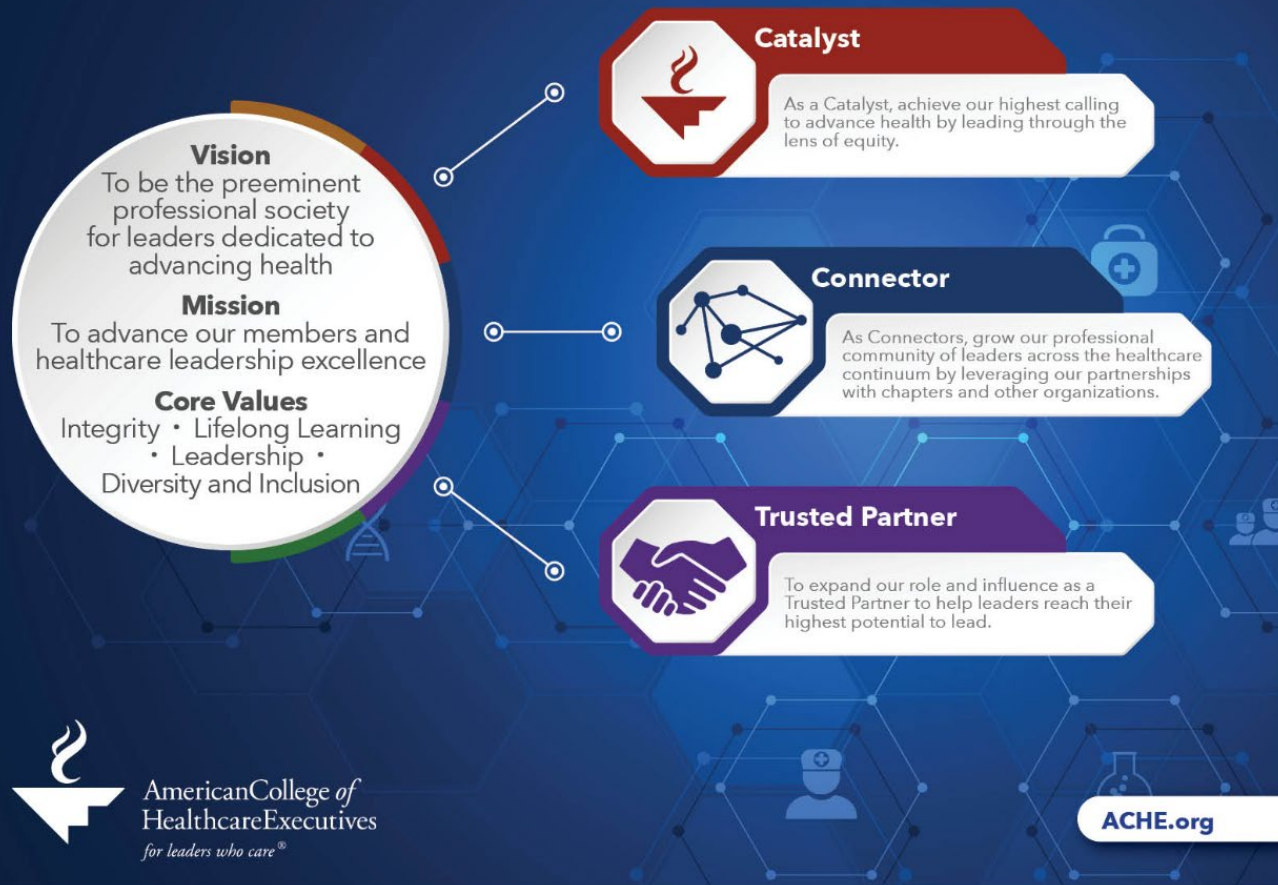 Vision
To be the preeminent
professional society
for leaders dedicated to
advancing health
Mission
To advance our members and
healthcare leadership excellence
Core Values
Integrity • Lifelong Learning
• Leadership •
Diversity and Inclusion
Catalyst
As a Catalyst, achieve our highest calling
to advance health by leading through the
lens of equity.
Connector
As Connectors, grow our professional
community of leaders across the healthcare
continuum by leveraging our partnerships
with chapters and other organizations.
Trusted Partner
To expand our role and influence as a
Trusted Partner to help leaders reach their
highest potential to lead.
AmericanCollege of
HealthcareExecutives
for leaders who care®
ACHE.org